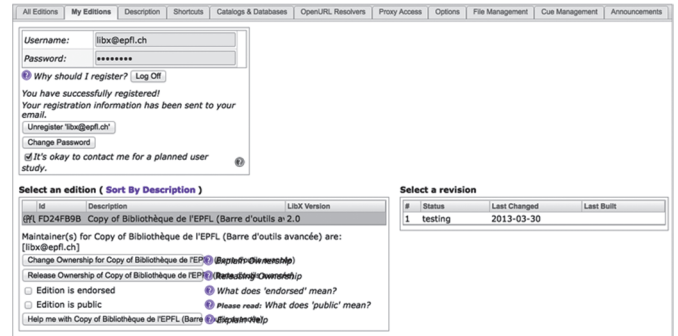 All Editions My Editions Description Shortcuts Catalogs & Databases OpenURL Resolvers Proxy Access Options File Management Cue Management Announcements
Username: libx@epfl.ch
Password: ••••••••
Why should I register? Log Off
You have successfully registered!
Your registration information has been sent to your
email.
Unregister 'libx@epfl.ch'
Change Password
It's okay to contact me for a planned user
study.
Select an edition ( Sort By Description )
Id Description LibX Version
FD24FB9B Copy of Bibliothèque de l'EPFL (Barre d'outils a 2.0
Maintainer(s) for Copy of Bibliothèque de l'EPFL (Barre d'outils avancée) are:
[libx@epfl.ch]
Change Ownership for Copy of Bibliothèque de l'EPF Explain Ownership
Release Ownership of Copy of Bibliothèque de l'EPF Releasing Ownership
Edition is endorsed What does 'endorsed' mean?
Edition is public Please read: What does 'public' mean?
Help me with Copy of Bibliothèque de l'EPFL (Barre Explain Help
Select a revision
# Status Last Changed Last Built
1 testing 2013-03-30